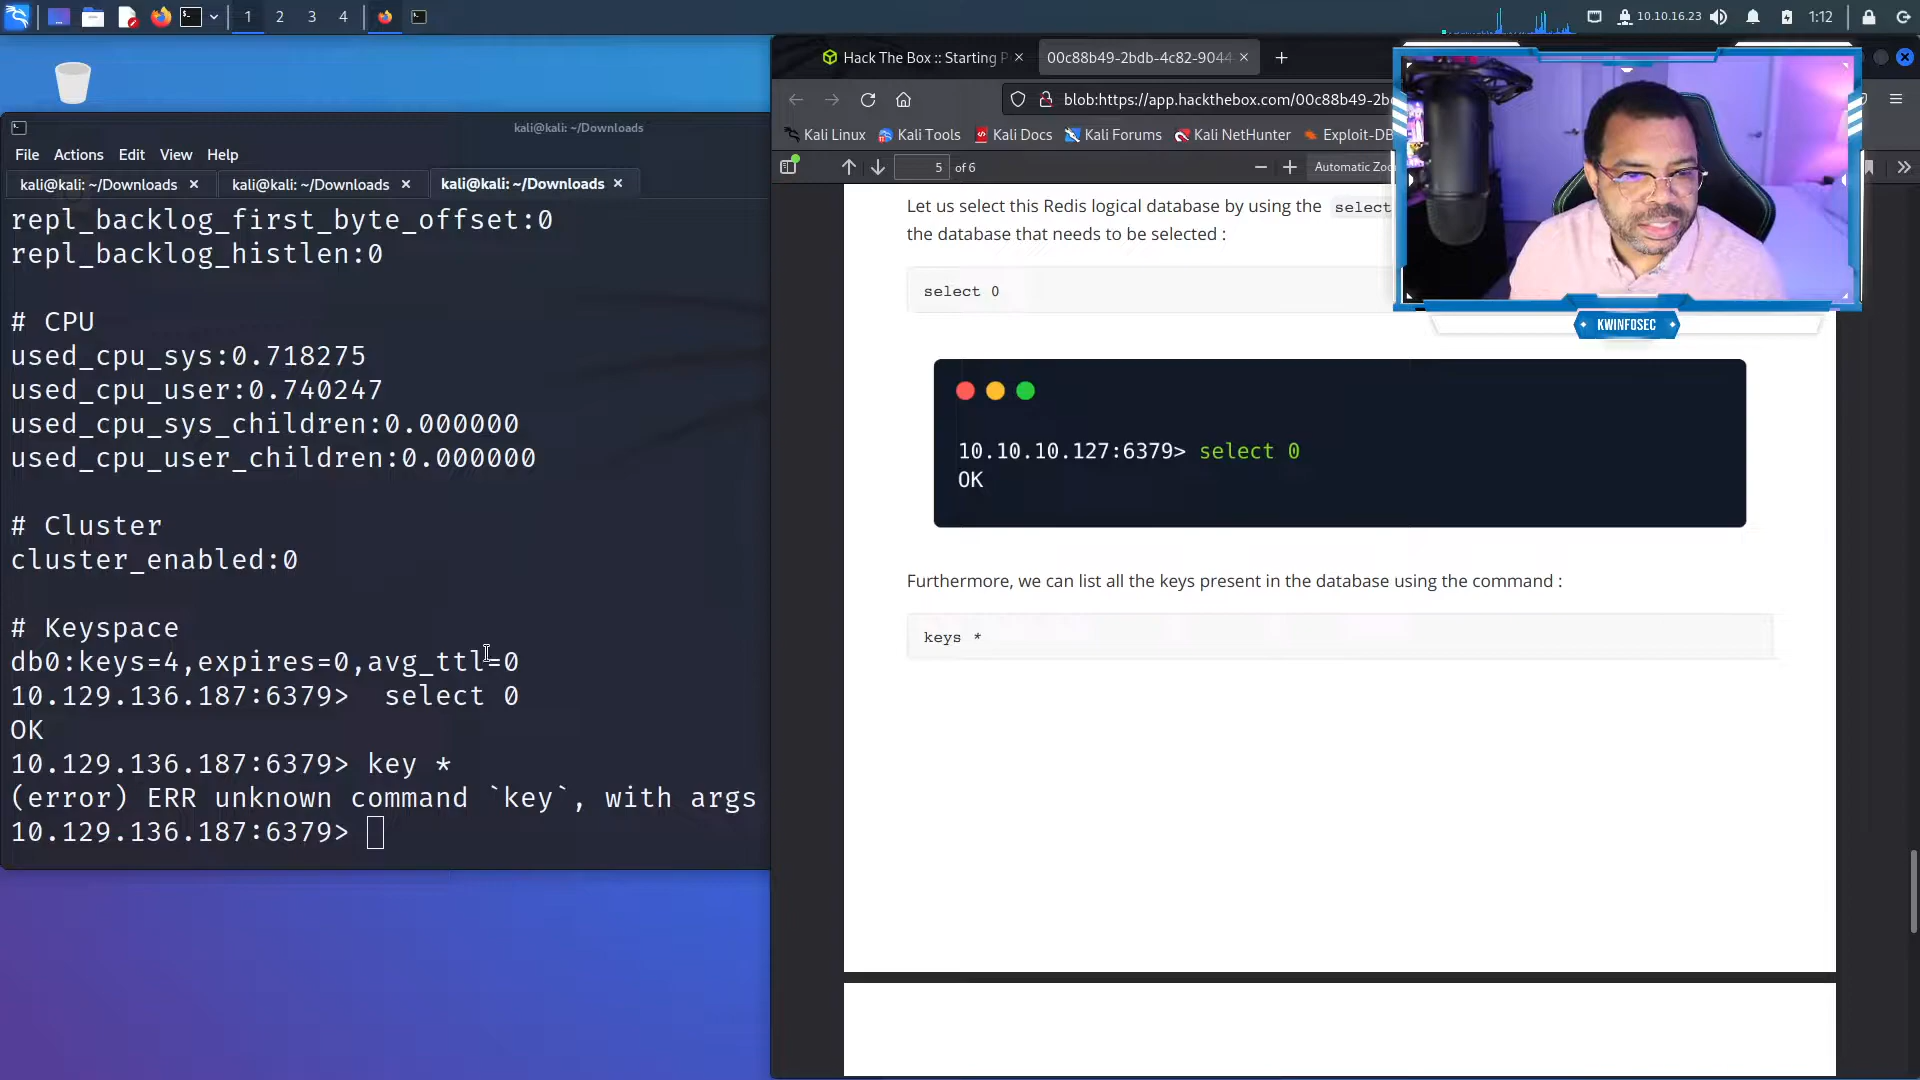 1 2 3 4
10.10.16.23
1:12
kali@kali: ~/Downloads
File Actions Edit View Help
kali@kali: ~/Downloads
kali@kali: ~/Downloads
kali@kali: ~/Downloads
repl_backlog_first_byte_offset:0
repl_backlog_histlen:0
# CPU
used_cpu_sys:0.718275
used_cpu_user:0.740247
used_cpu_sys_children:0.000000
used_cpu_user_children:0.000000
# Cluster
cluster_enabled:0
# Keyspace
db0:keys=4,expires=0,avg_ttl=0
10.129.136.187:6379>  select 0
OK
10.129.136.187:6379> key *
(error) ERR unknown command `key`, with args
10.129.136.187:6379>
Hack The Box :: Starting P
00c88b49-2bdb-4c82-9044
blob:https://app.hackthebox.com/00c88b49-2bd
Kali Linux Kali Tools Kali Docs Kali Forums Kali NetHunter Exploit-DB
5 of 6
Automatic Zoo
Let us select this Redis logical database by using the select
the database that needs to be selected :
select 0
10.10.10.127:6379> select 0
OK
Furthermore, we can list all the keys present in the database using the command :
keys *
KWINFOSEC